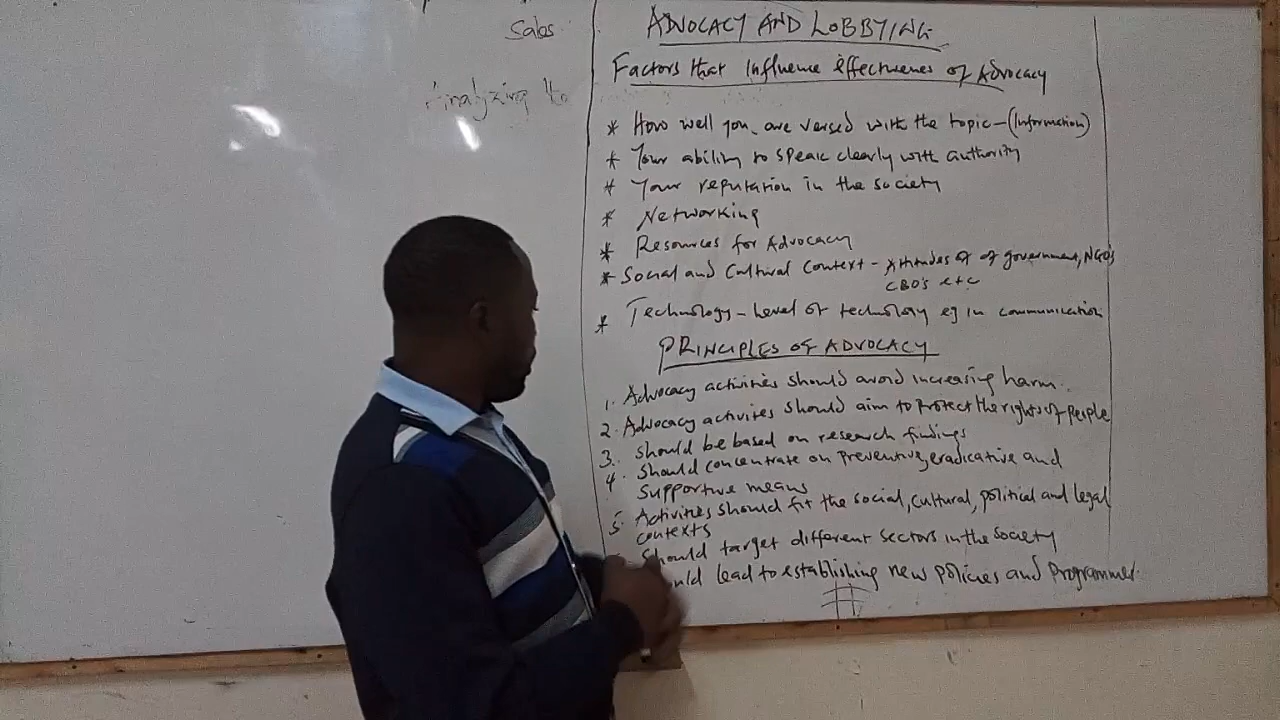 Sales
Analyzing the
ADVOCACY AND LOBBYING
Factors that Influence effectiveness of Advocacy
* How well you are versed with the topic - (Information)
* Your ability to speak clearly with authority
* Your reputation in the society
* Networking
* Resources for Advocacy
* Social and Cultural Context - Attitudes of of government, NGO's
CBO's etc
* Technology - Level of technology eg in communication
PRINCIPLES OF ADVOCACY
1. Advocacy activities should avoid increasing harm.
2. Advocacy activites should aim to Protect the rights of people
3. Should be based on research findings
4. Should concentrate on preventive, eradicative and
supportive means
5. Activities should fit the social, cultural, political and legal
contexts
Should target different sectors in the society
ould lead to establishing new policies and programmes